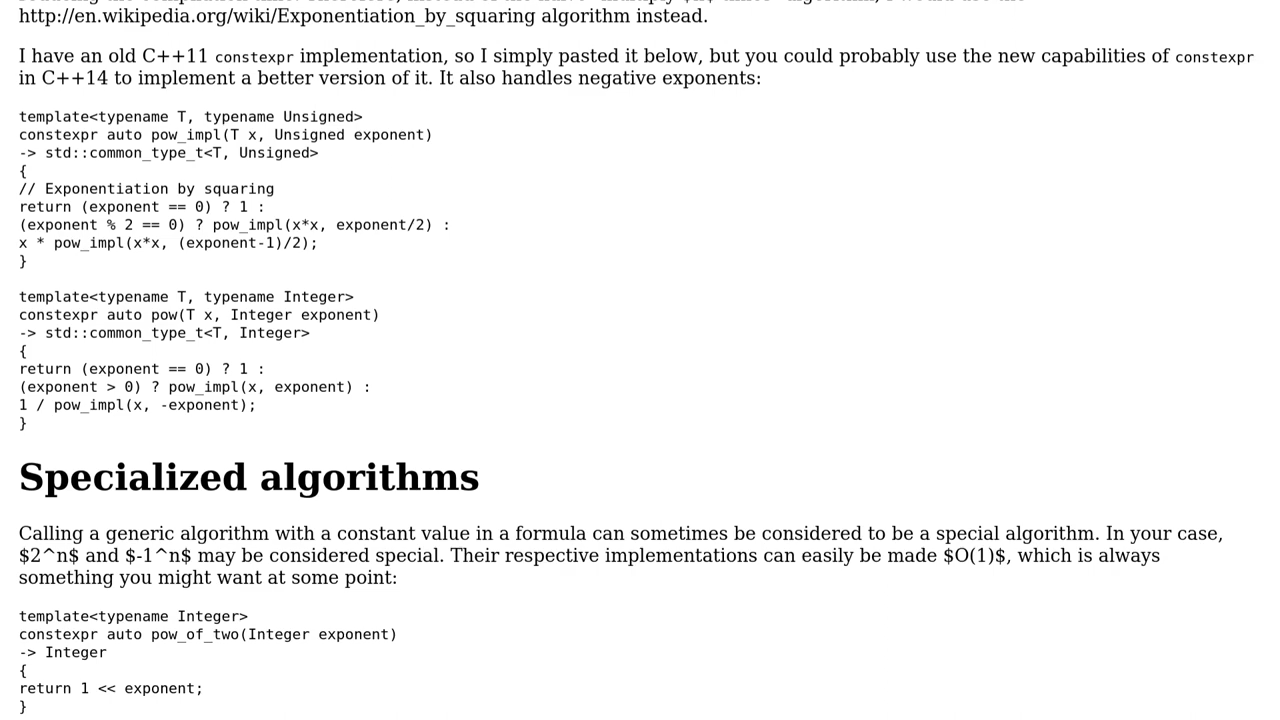 http://en.wikipedia.org/wiki/Exponentiation_by_squaring algorithm instead.
I have an old C++11 constexpr implementation, so I simply pasted it below, but you could probably use the new capabilities of constexpr
in C++14 to implement a better version of it. It also handles negative exponents:
template<typename T, typename Unsigned>
constexpr auto pow_impl(T x, Unsigned exponent)
-> std::common_type_t<T, Unsigned>
{
// Exponentiation by squaring
return (exponent == 0) ? 1 :
(exponent % 2 == 0) ? pow_impl(x*x, exponent/2) :
x * pow_impl(x*x, (exponent-1)/2);
}
template<typename T, typename Integer>
constexpr auto pow(T x, Integer exponent)
-> std::common_type_t<T, Integer>
{
return (exponent == 0) ? 1 :
(exponent > 0) ? pow_impl(x, exponent) :
1 / pow_impl(x, -exponent);
}
Specialized algorithms
Calling a generic algorithm with a constant value in a formula can sometimes be considered to be a special algorithm. In your case,
$2^n$ and $-1^n$ may be considered special. Their respective implementations can easily be made $O(1)$, which is always
something you might want at some point:
template<typename Integer>
constexpr auto pow_of_two(Integer exponent)
-> Integer
{
return 1 << exponent;
}